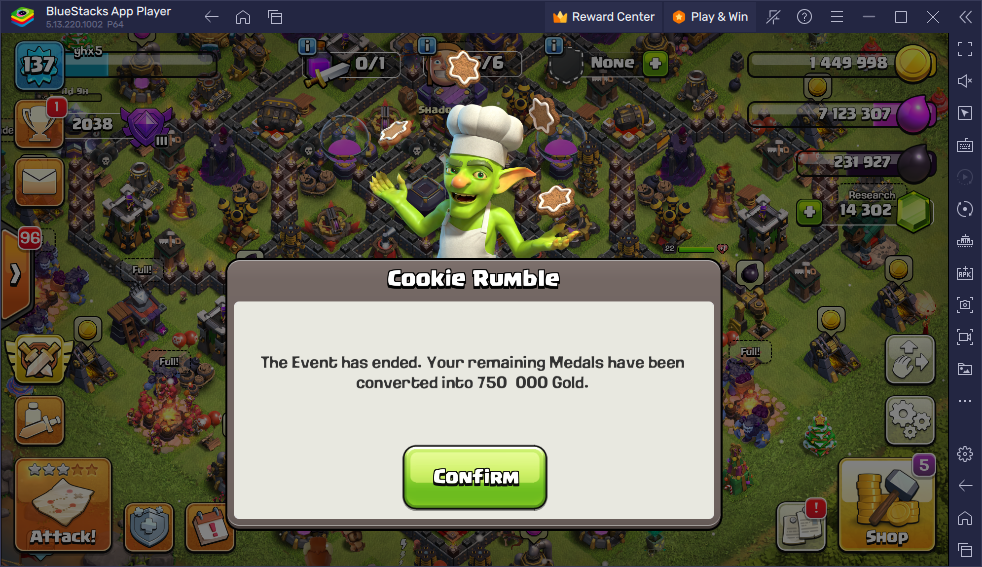 BlueStacks App Player
5.13.220.1002 P64
Reward Center
Play & Win
137
ghx5
0/1
/6
None
1 449 998
1
2038
III
7 123 307
231 927
Research
14 302
96
22
Full!
Cookie Rumble
The Event has ended. Your remaining Medals have been
converted into 750 000 Gold.
Full!
Full!
Confirm
Attack!
!
!
5
Shop
APK